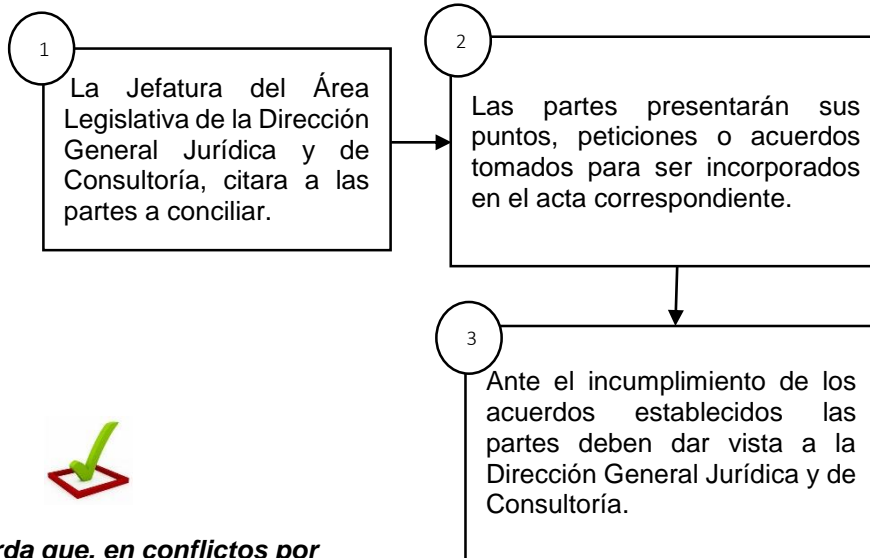 1
La Jefatura del Área
Legislativa de la Dirección
General Jurídica y de
Consultoría, citara a las
partes a conciliar.
2
Las partes presentarán sus
puntos, peticiones o acuerdos
tomados para ser incorporados
en el acta correspondiente.
3
Ante el incumplimiento de los
acuerdos establecidos las
partes deben dar vista a la
Dirección General Jurídica y de
Consultoría.
que, en conflictos por